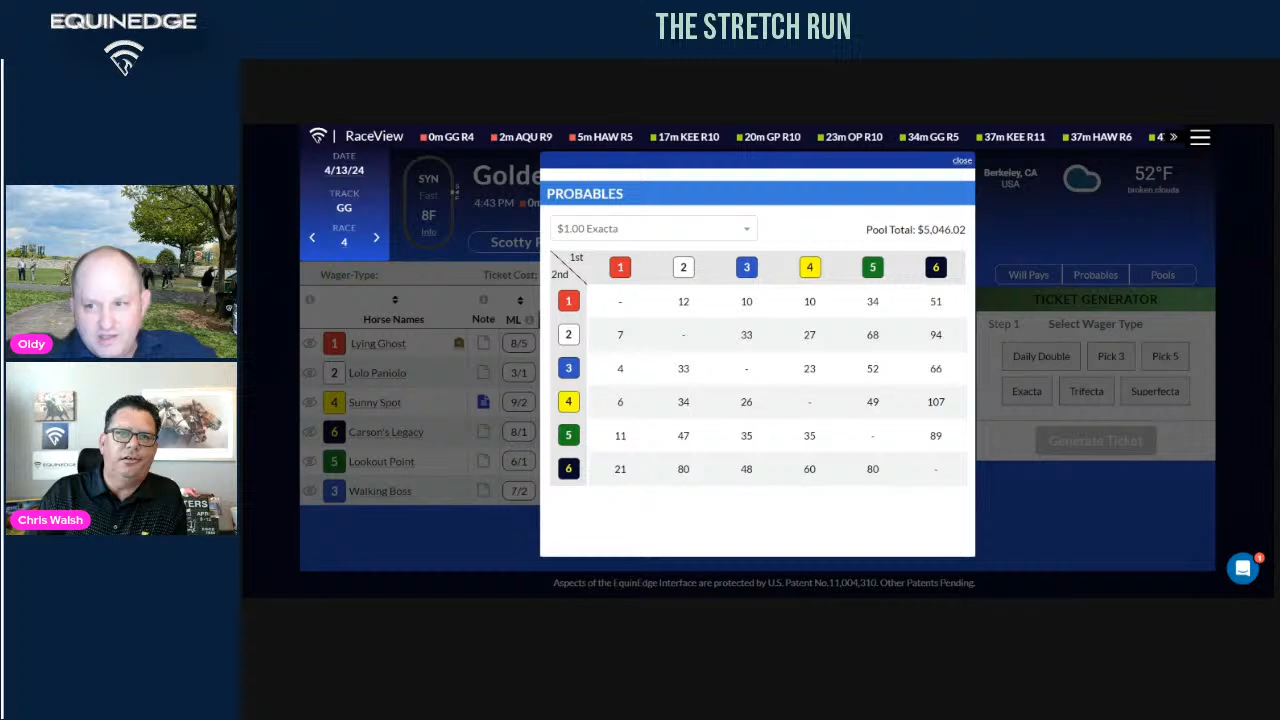 EQUINEDGE
THE STRETCH RUN
RaceView
0m GG R4
2m AQU R9
5m HAW R5
17m KEE R10
20m GP R10
23m OP R10
34m GG R5
37m KEE R11
37m HAW R6
DATE
4/13/24
TRACK
GG
RACE
4
SYN
Fast
8F
Info
Golde
4:43 PM
Scotty
close
PROBABLES
$1.00 Exacta
Pool Total: $5,046.02
1st
2nd
1 2 3 4 5 6
1 - 12 10 10 34 51
2 7 - 33 27 68 94
3 4 33 - 23 52 66
4 6 34 26 - 49 107
5 11 47 35 35 - 89
6 21 80 48 60 80 -
Berkeley, CA
USA
52°F
broken clouds
Will Pays
Probables
Pools
TICKET GENERATOR
Step 1 Select Wager Type
Daily Double
Pick 3
Pick 5
Exacta
Trifecta
Superfecta
Generate Ticket
Wager-Type:
Ticket Cost:
Horse Names
Note
ML
1 Lying Ghost 8/5
2 Lolo Paniolo 3/1
4 Sunny Spot 9/2
6 Carson's Legacy 8/1
5 Lookout Point 6/1
3 Walking Boss 7/2
Oldy
EQUINEDGE
Chris Walsh
Aspects of the EquinEdge Interface are protected by U.S. Patent No.11,004,310. Other Patents Pending.
1